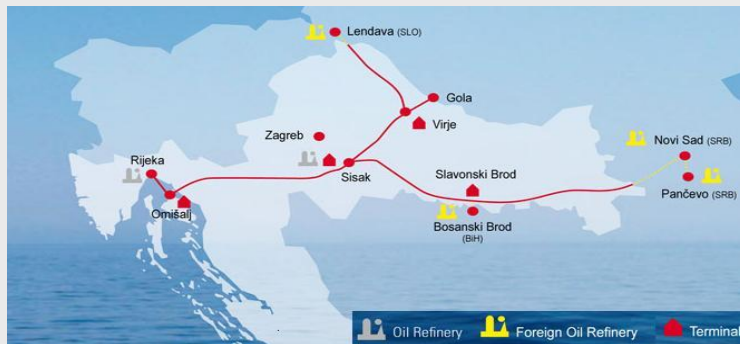 Lendava (SLO)
Gola
Virje
Zagreb
Novi Sad (SRB)
Rijeka
Sisak
Slavonski Brod
Pančevo (SRB)
Omišalj
Bosanski Brod
(BiH)
Oil Refinery
Foreign Oil Refinery
Terminal